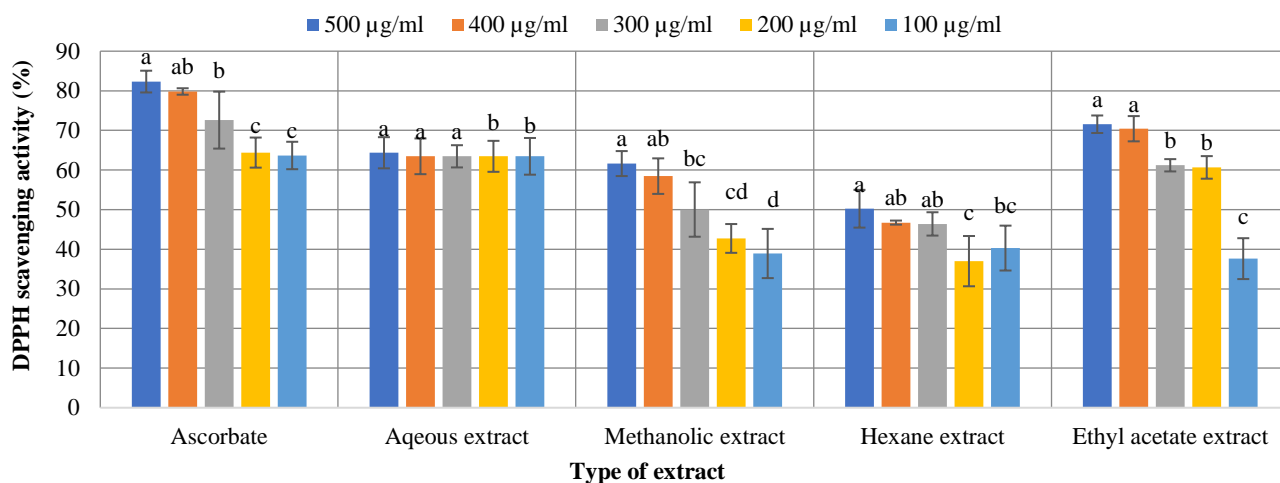 500 µg/ml 400 µg/ml 300 µg/ml 200 µg/ml 100 µg/ml
DPPH scavenging activity (%)
90
80
70
60
50
40
30
20
10
0
a ab b c c
a a a b b
a ab bc cd d
a ab ab c bc
a a b b c
Ascorbate Aqeous extract Methanolic extract Hexane extract Ethyl acetate extract
Type of extract